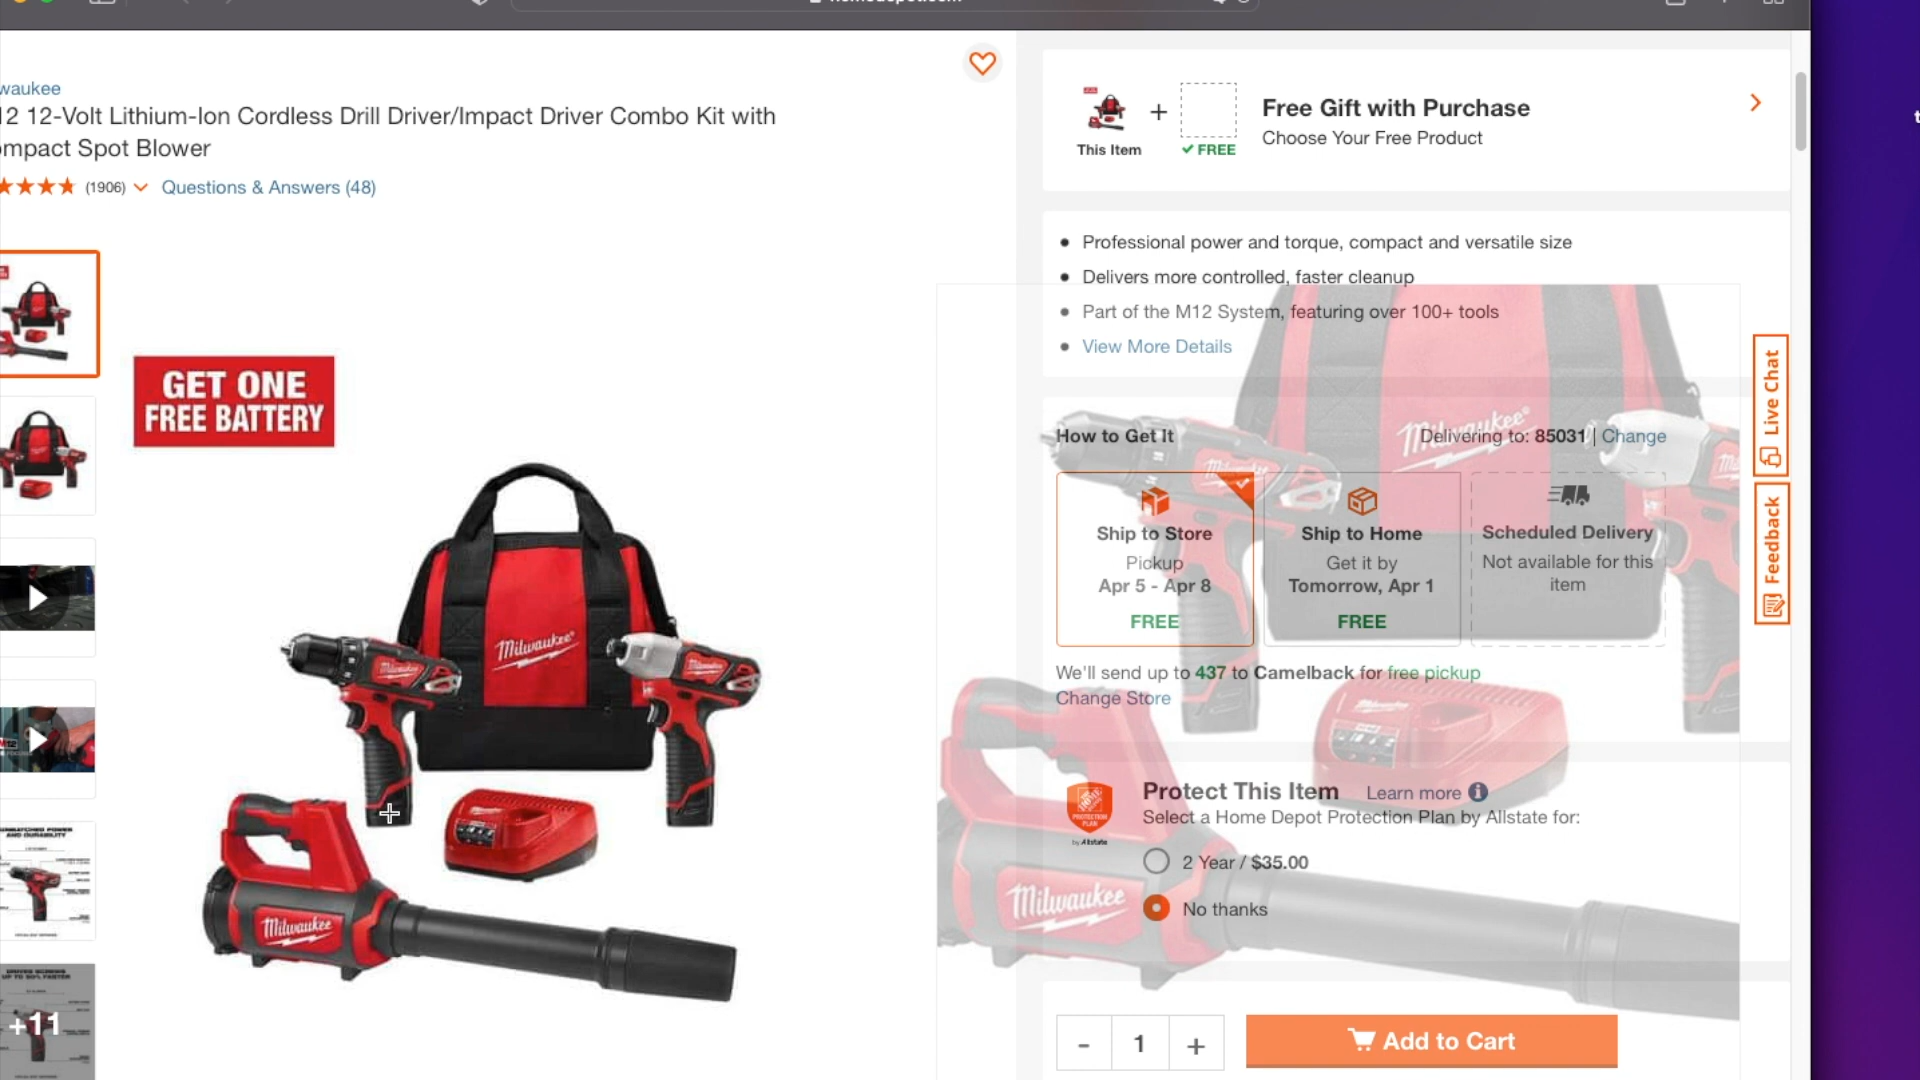 waukee
12 12-Volt Lithium-Ion Cordless Drill Driver/Impact Driver Combo Kit with
ompact Spot Blower
(1906)
Questions & Answers (48)
GET ONE
FREE BATTERY
Milwaukee
Milwaukee
+11
This Item
+
FREE
Free Gift with Purchase
Choose Your Free Product
Professional power and torque, compact and versatile size
Delivers more controlled, faster cleanup
Part of the M12 System, featuring over 100+ tools
View More Details
How to Get It
Delivering to: 85031 | Change
Ship to Store
Pickup
Apr 5 - Apr 8
FREE
Ship to Home
Get it by
Tomorrow, Apr 1
FREE
Scheduled Delivery
Not available for this
item
We'll send up to 437 to Camelback for free pickup
Change Store
Milwaukee
Milwaukee
Protect This Item
Learn more
Select a Home Depot Protection Plan by Allstate for:
by Allstate
2 Year / $35.00
No thanks
- 1 +
Add to Cart
Live Chat
Feedback